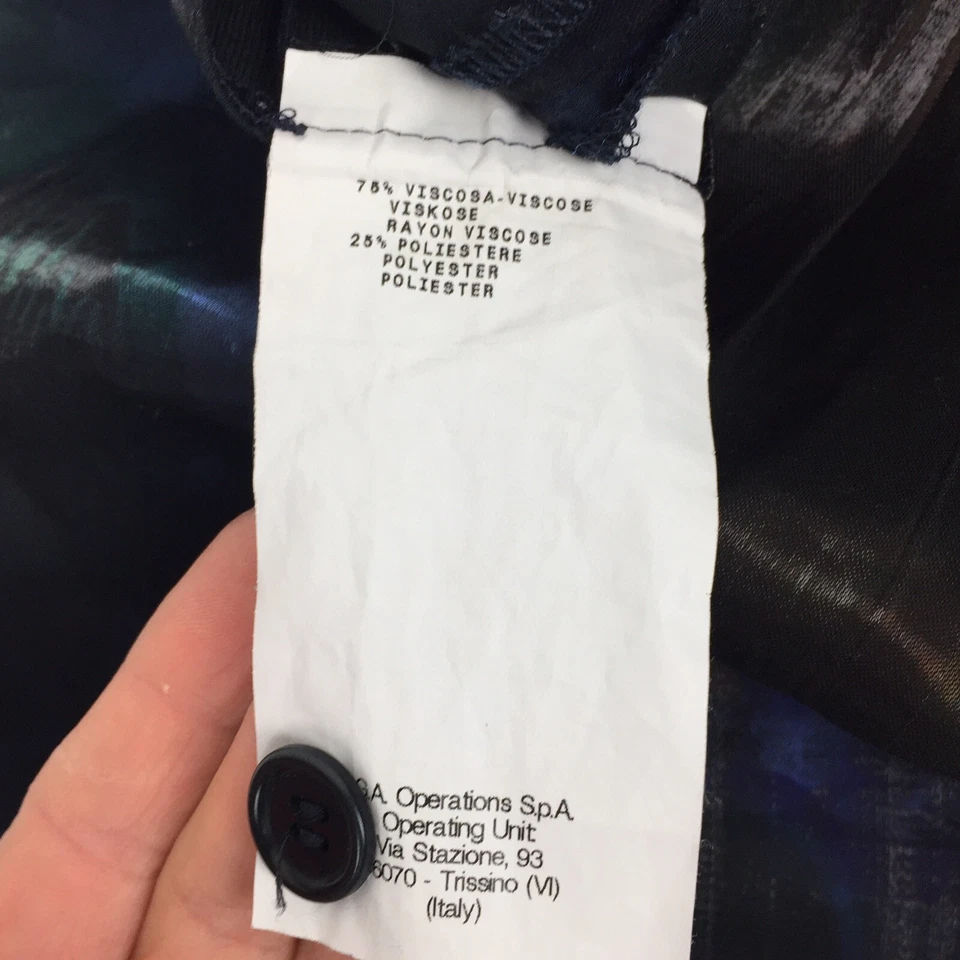 75% VISCOSA-VISCOSE
VISKOSE
RAYON VISCOSE
25% POLIESTERE
POLYESTER
POLIESTER
Operations S.p.A.
Operating Unit:
Via Stazione, 93
- Trissino (VI)
(Italy)